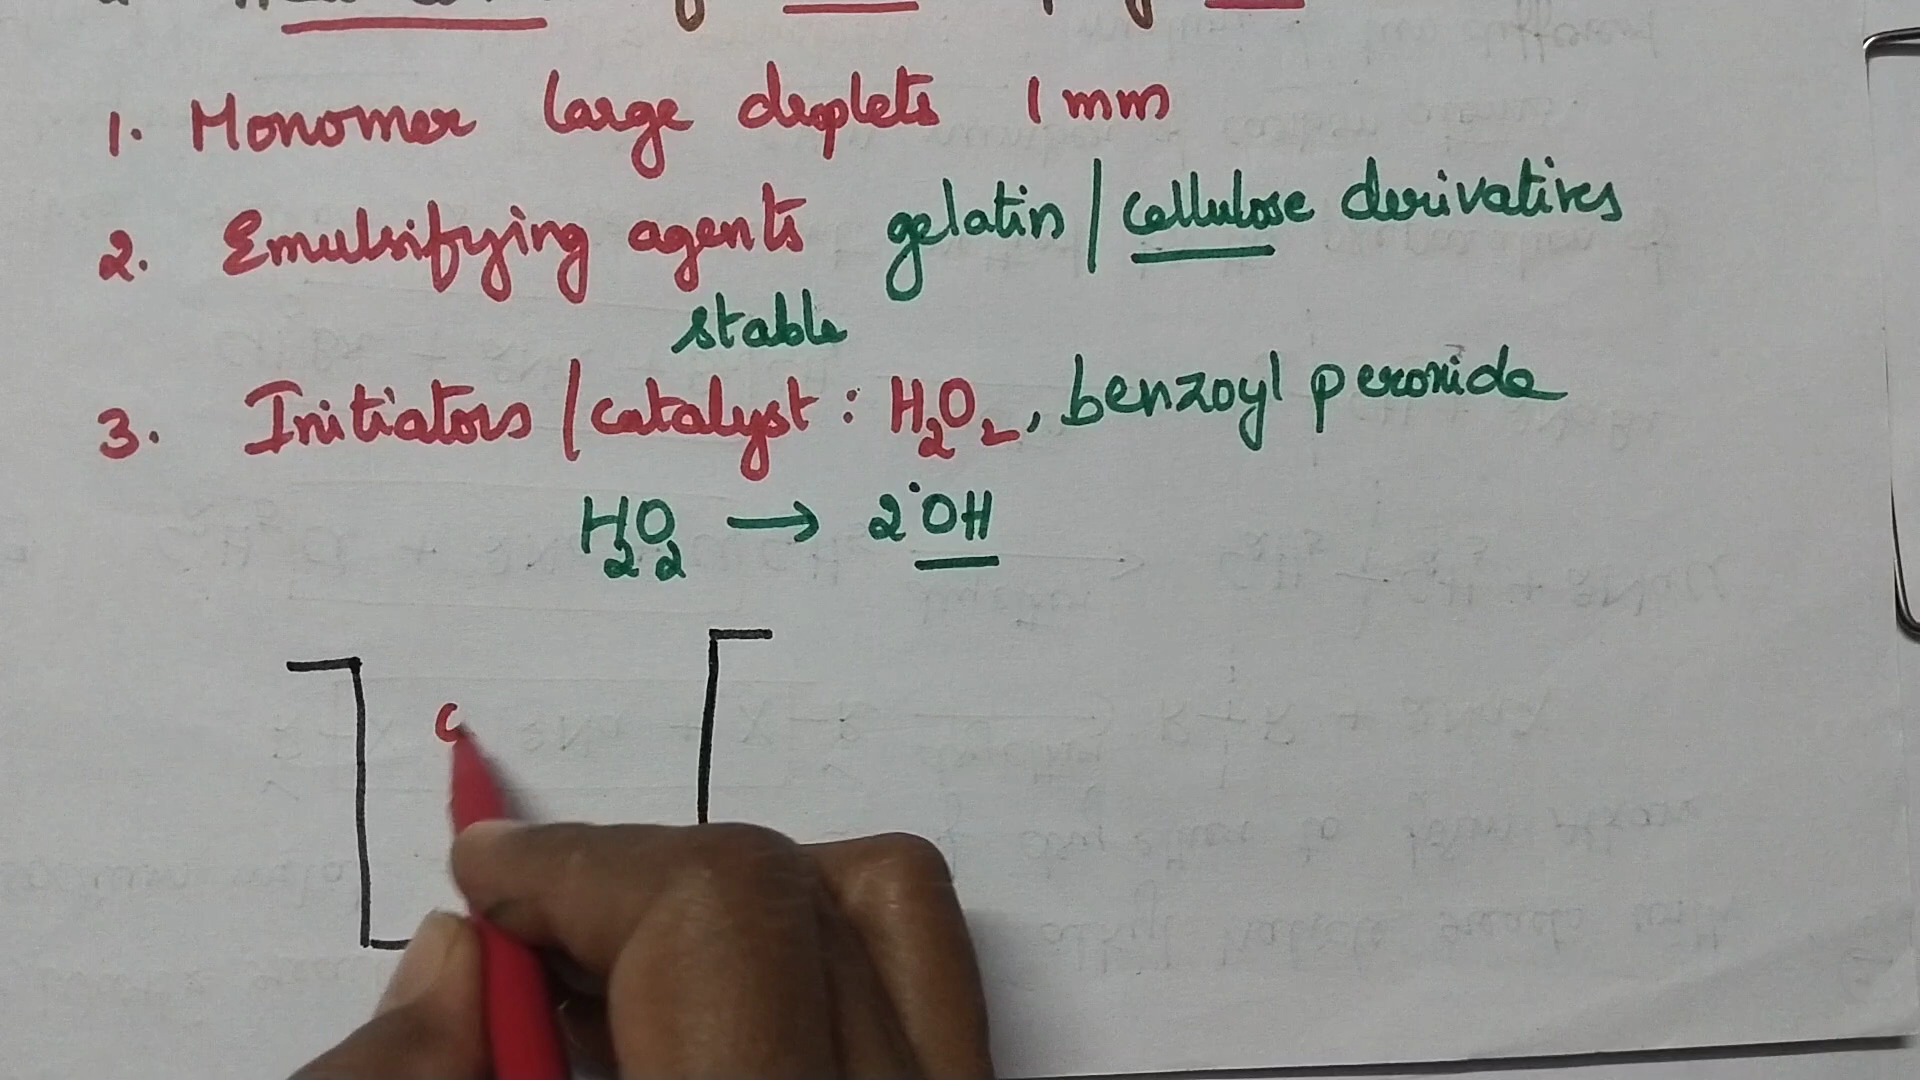 1. Monomer large droplets 1 mm
2. Emulsifying agents gelatin / cellulose derivatives
stable
3. Initiators / catalyst : H₂O₂, benzoyl peroxide
H₂O₂ → 2˙OH